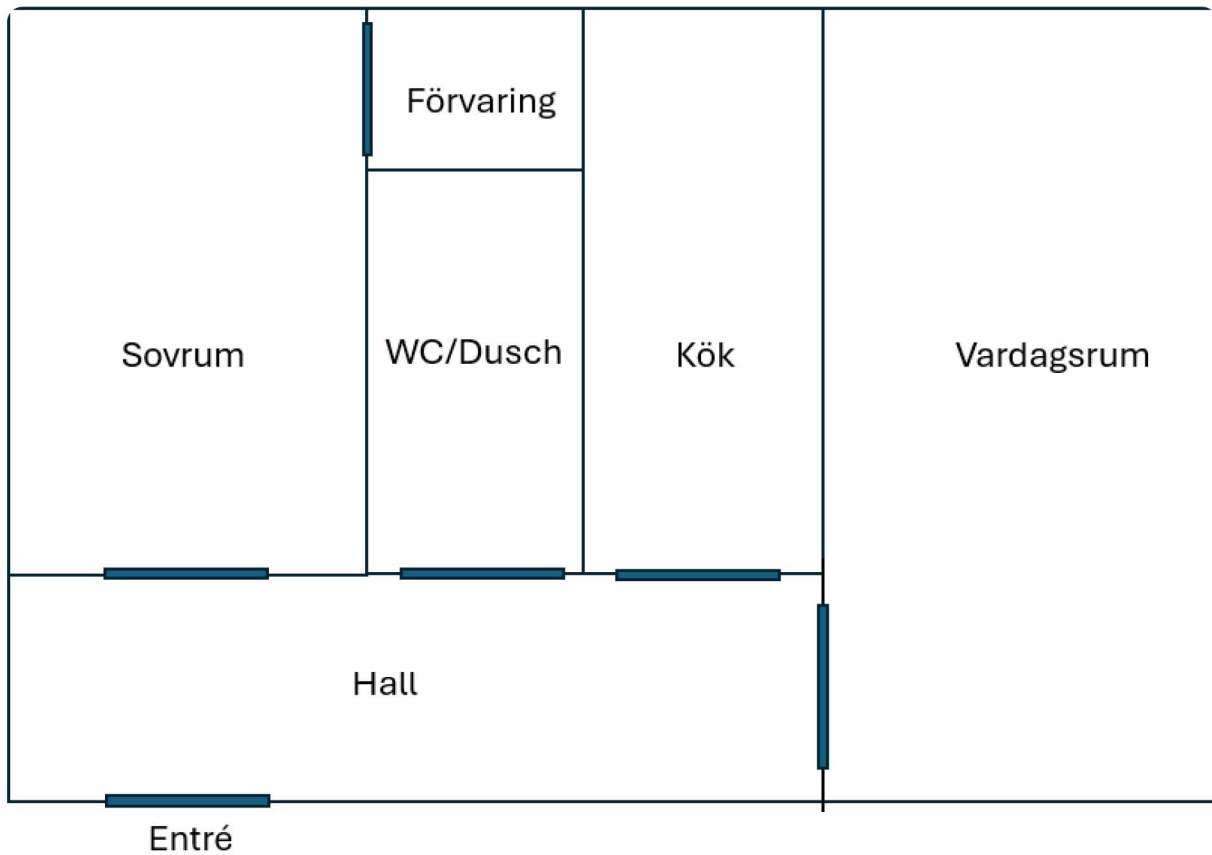 Förvaring
Sovrum
WC/Dusch
Kök
Vardagsrum
Hall
Entré